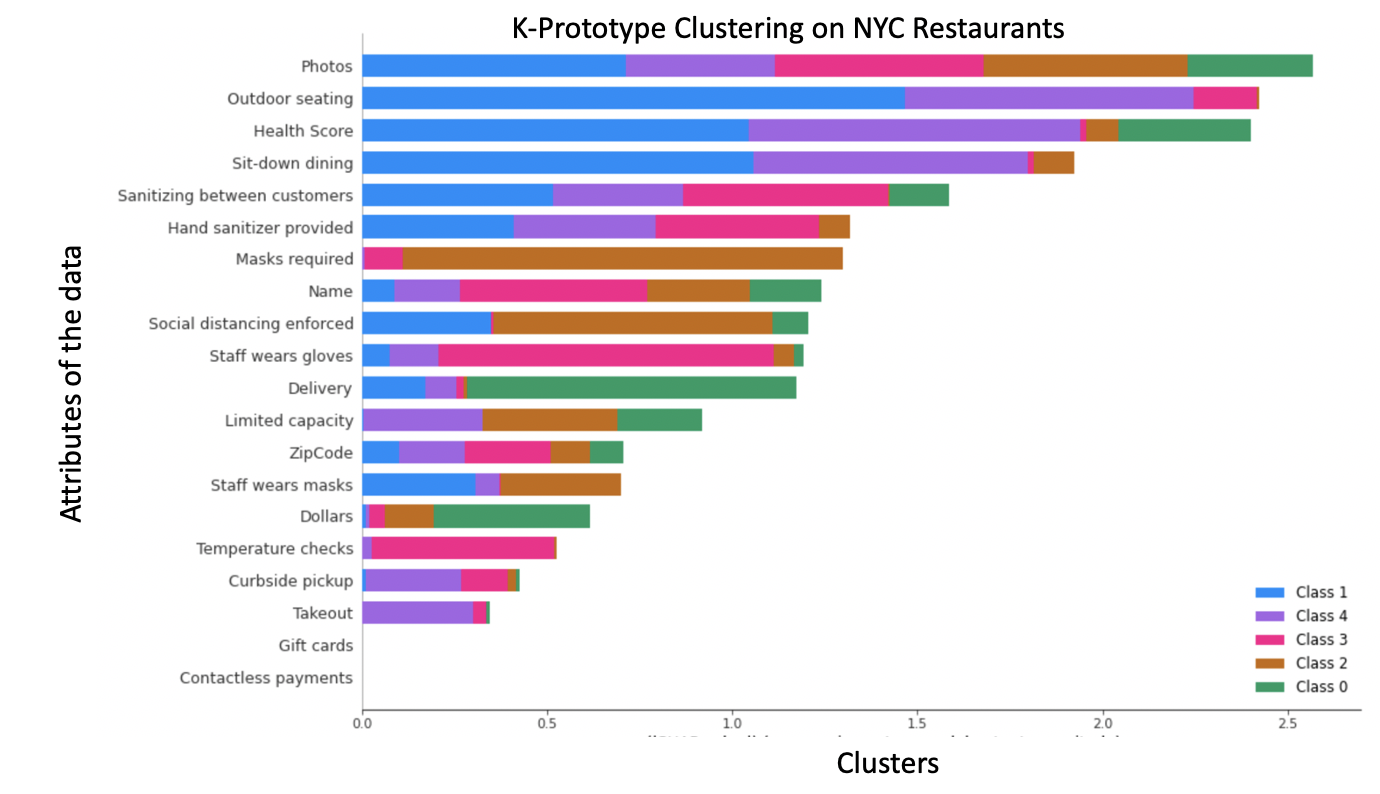 K-Prototype Clustering on NYC Restaurants
Photos
Outdoor seating
Health Score
Sit-down dining
Sanitizing between customers
Hand sanitizer provided
Masks required
Name
Social distancing enforced
Staff wears gloves
Delivery
Limited capacity
ZipCode
Staff wears masks
Dollars
Temperature checks
Curbside pickup
Takeout
Gift cards
Contactless payments
Attributes of the data
Class 1
Class 4
Class 3
Class 2
Class 0
0.0 0.5 1.0 1.5 2.0 2.5
Clusters